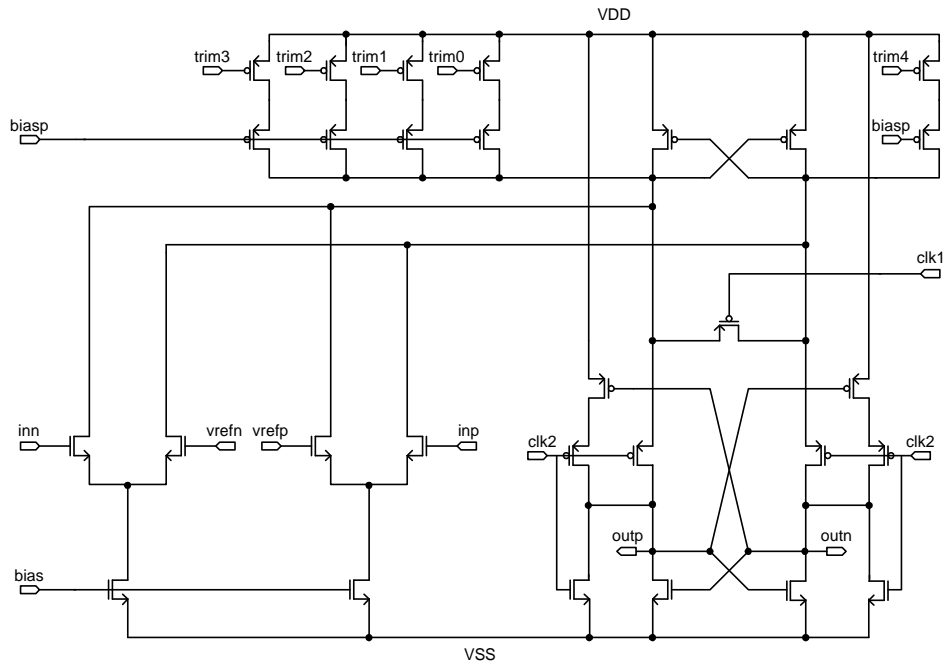 VDD
trim3
trim2
trim1
trim0
trim4
biasp
biasp
clk1
inn
vrefn
vrefp
inp
clk2
clk2
outp
outn
bias
VSS